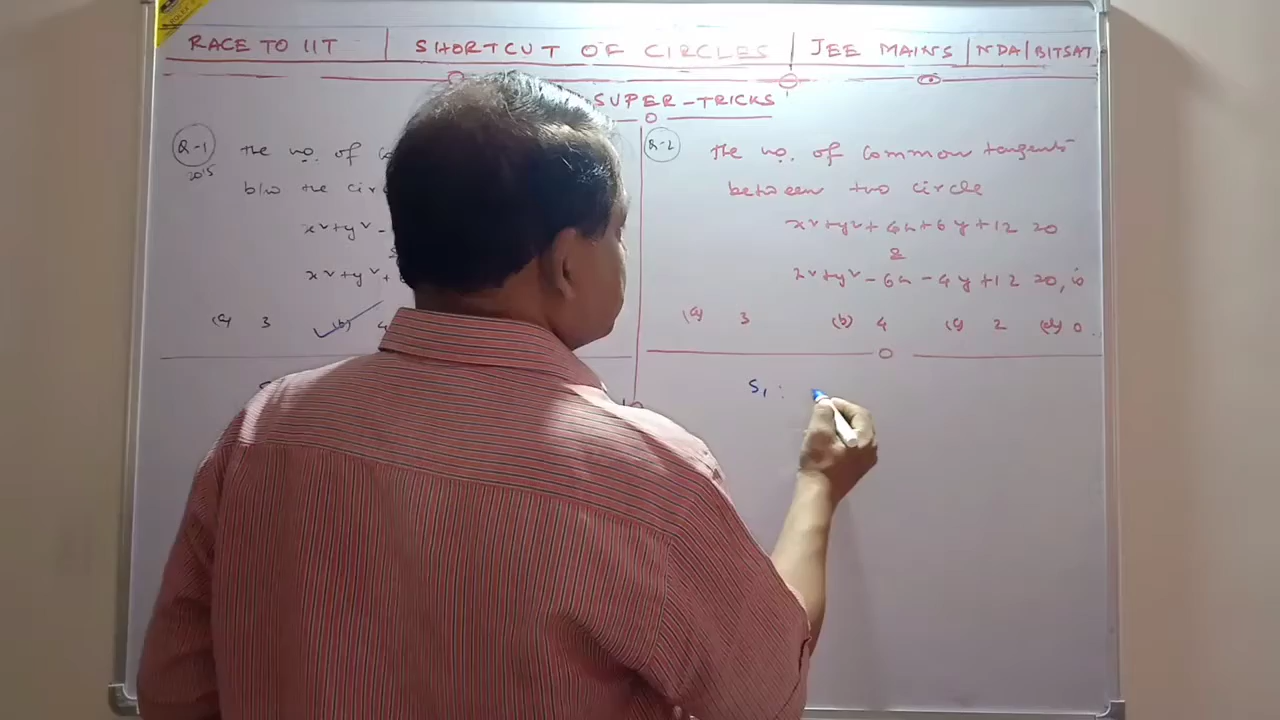 RACE TO IIT | SHORTCUT OF CIRCLES | JEE MAINS | NDA | BITSAT
SUPER-TRICKS
Q-1 The no. of
2015
b/w the
x²+y² -
x²+y² +
(a) 3 (b) 4
Q-2 The no. of common tangents
between two circle
x²+y²+4x+6y+12=0
&
x²+y²-6x-4y+12=0, is
(a) 3 (b) 4 (c) 2 (d) 0.
S₁ :